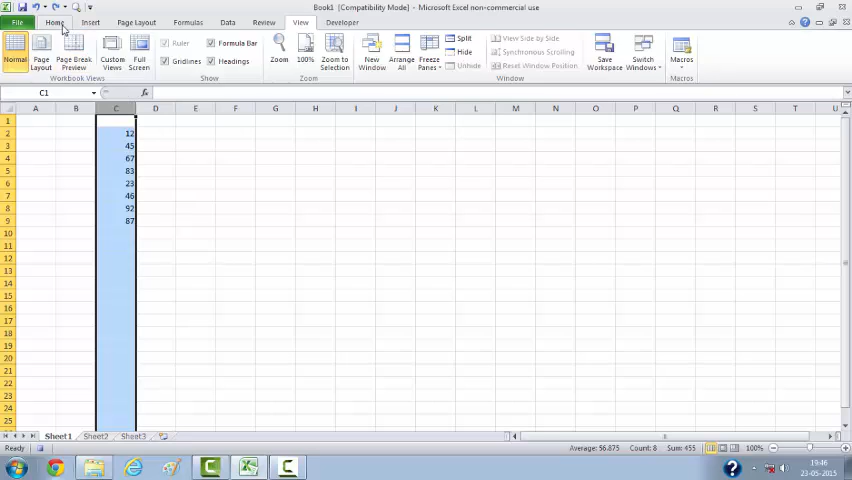 Book1 [Compatibility Mode] - Microsoft Excel non-commercial use
File Home Insert Page Layout Formulas Data Review View Developer
Normal Page Layout Page Break Preview Custom Views Full Screen
Workbook Views
Ruler Formula Bar
Gridlines Headings
Show
Zoom 100% Zoom to Selection
Zoom
New Window Arrange All Freeze Panes
Split
Hide
Unhide
View Side by Side
Synchronous Scrolling
Reset Window Position
Window
Save Workspace Switch Windows
Macros
Macros
C1 fx
A B C D E F G H I J K L M N O P Q R S T U
1
2 12
3 45
4 67
5 83
6 23
7 46
8 92
9 87
10
11
12
13
14
15
16
17
18
19
20
21
22
23
24
25
Sheet1 Sheet2 Sheet3
Ready Average: 56.875 Count: 8 Sum: 455 100%
19:46
23-05-2015